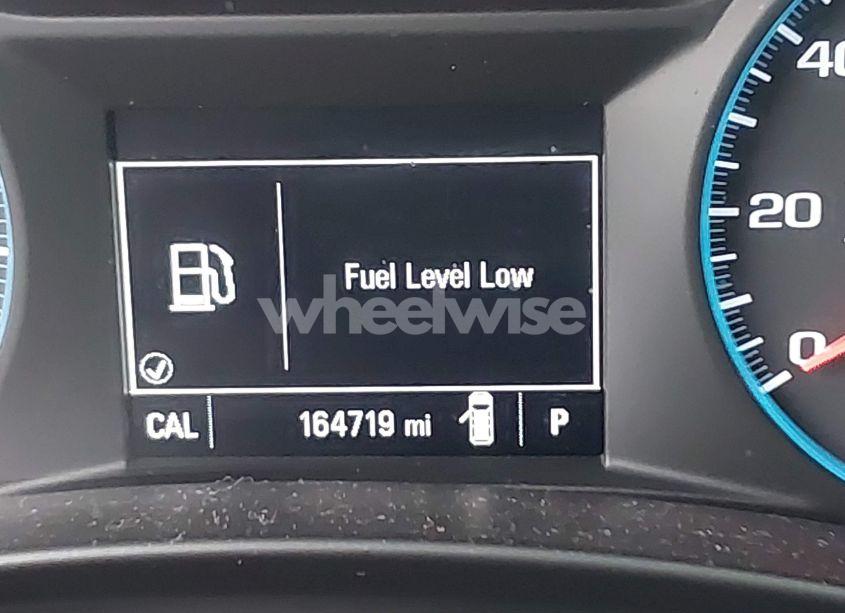 40
20
0
Fuel Level Low
wheelwise
CAL 164719 mi P